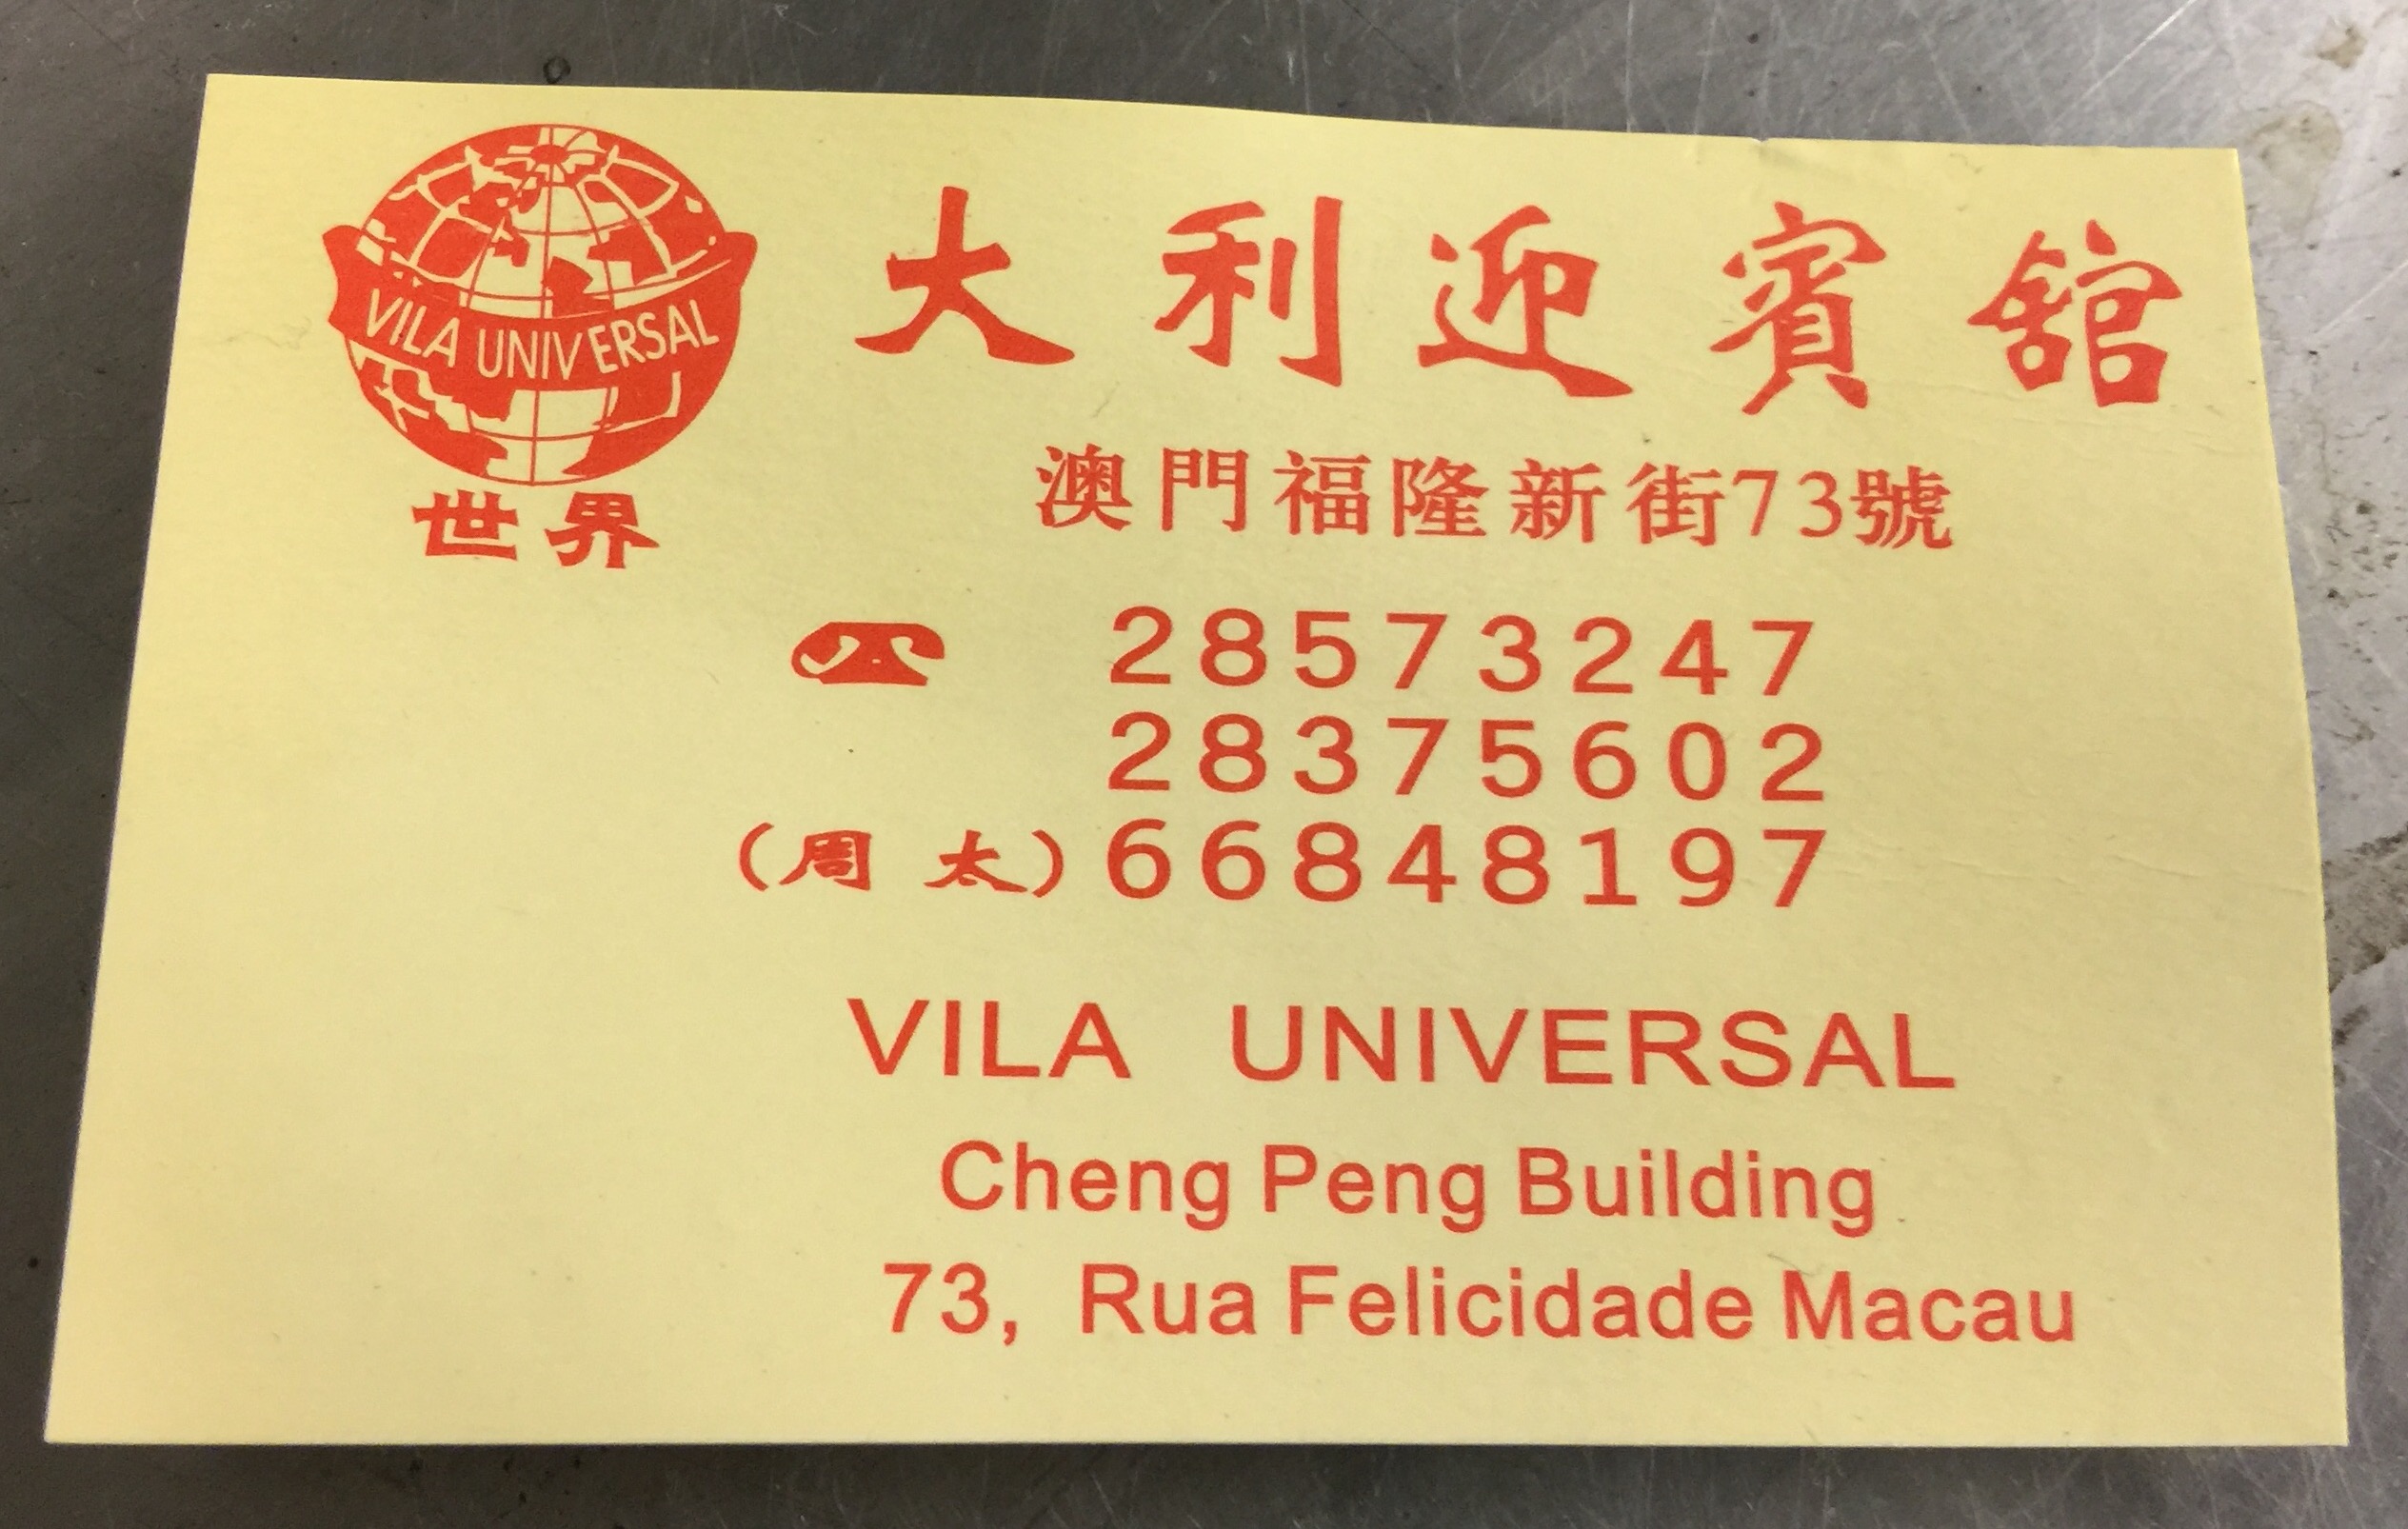 VILA UNIVERSAL
世界
大利迎賓舘
澳門福隆新街73號
28573247
28375602
(周太)66848197
VILA UNIVERSAL
Cheng Peng Building
73, Rua Felicidade Macau